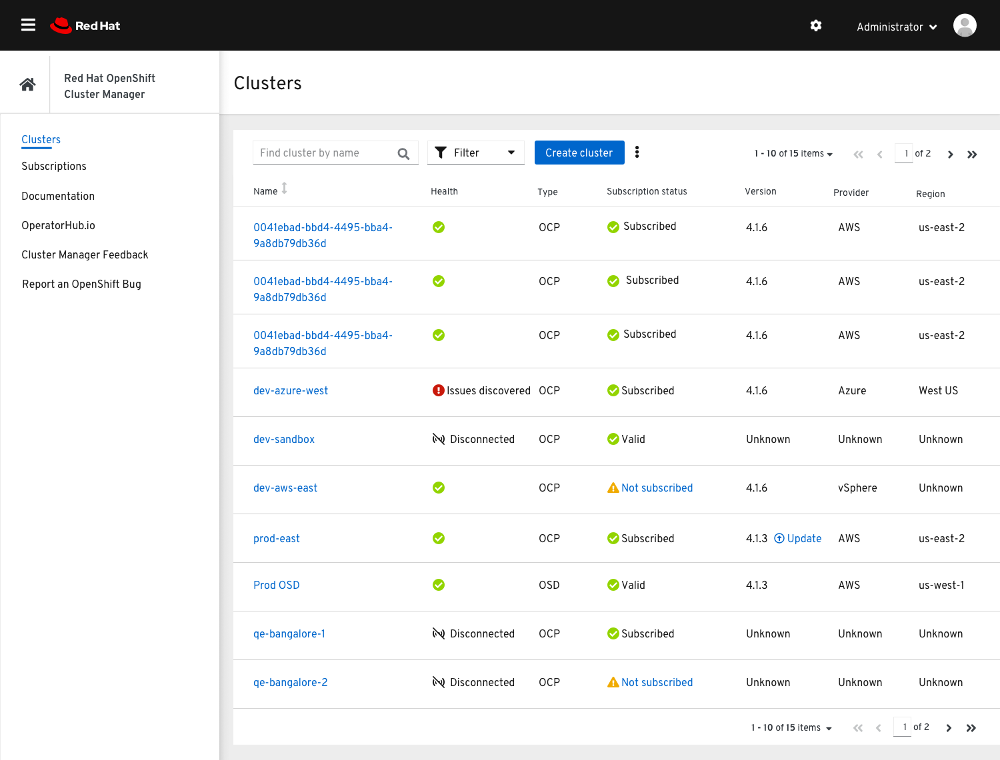 Red Hat
Administrator
Red Hat OpenShift
Cluster Manager
Clusters
Subscriptions
Documentation
OperatorHub.io
Cluster Manager Feedback
Report an OpenShift Bug
Clusters
Find cluster by name Filter Create cluster 1 - 10 of 15 items 1 of 2
Name Health Type Subscription status Version Provider Region
0041ebad-bbd4-4495-bba4- OCP Subscribed 4.1.6 AWS us-east-2
9a8db79db36d
0041ebad-bbd4-4495-bba4- OCP Subscribed 4.1.6 AWS us-east-2
9a8db79db36d
0041ebad-bbd4-4495-bba4- OCP Subscribed 4.1.6 AWS us-east-2
9a8db79db36d
dev-azure-west Issues discovered OCP Subscribed 4.1.6 Azure West US
dev-sandbox Disconnected OCP Valid Unknown Unknown Unknown
dev-aws-east OCP Not subscribed 4.1.6 vSphere Unknown
prod-east OCP Subscribed 4.1.3 Update AWS us-east-2
Prod OSD OSD Valid 4.1.3 AWS us-west-1
qe-bangalore-1 Disconnected OCP Subscribed Unknown Unknown Unknown
qe-bangalore-2 Disconnected OCP Not subscribed Unknown Unknown Unknown
1 - 10 of 15 items 1 of 2